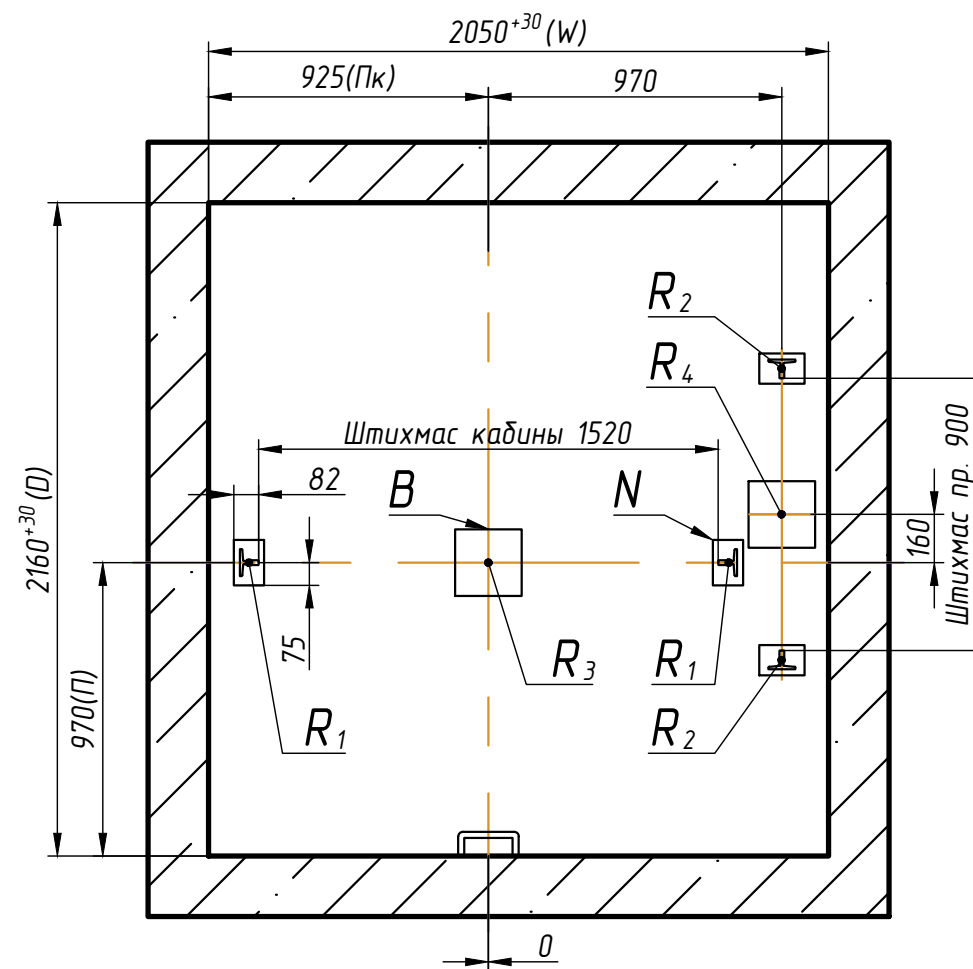 2050⁺³⁰(W)
925(Пк)
970
R₂
R₄
Штихмас кабины 1520
82
B
N
2160⁺³⁰(D)
160
Штихмас пр. 900
75
R₃
R₁
970(П)
R₁
R₂
0